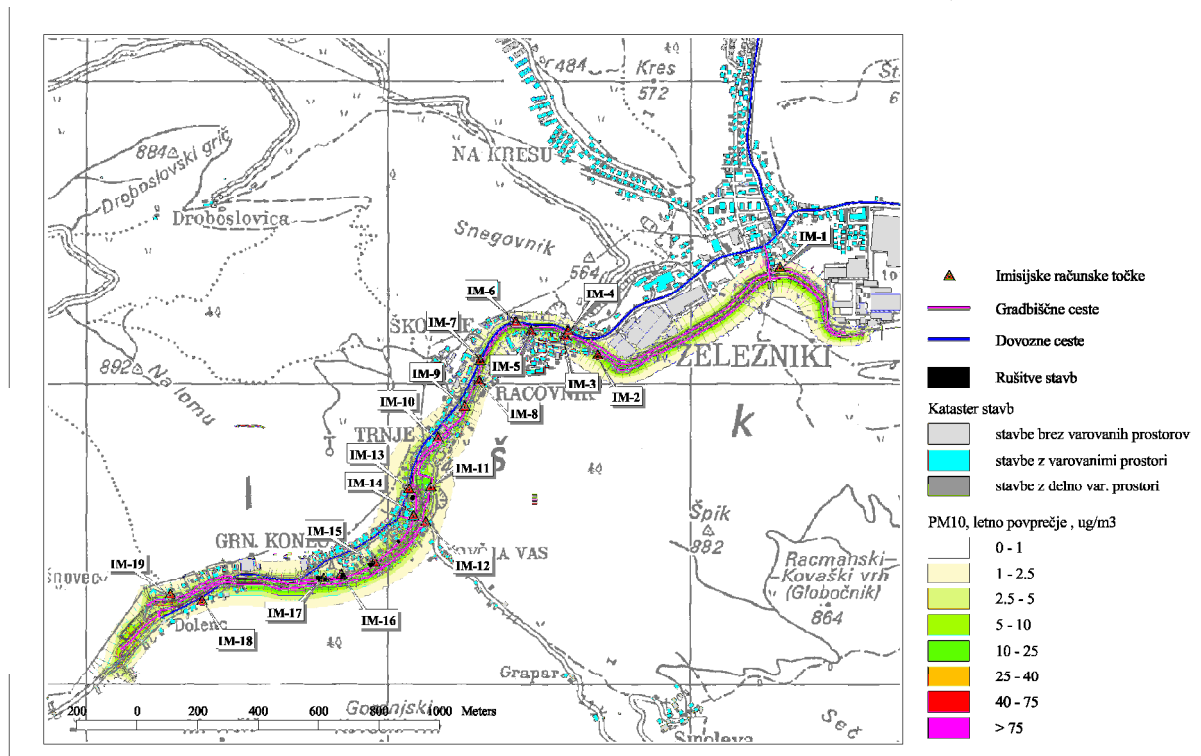 484
Kres
572
NA KRESU
884
Droboslovski grič
Droboslovica
Snegovnik
564
IM-1
IM-6
IM-4
IM-7
IM-5
ŽELEZNIKI
892
Na lomu
IM-9
RACOVNIK
IM-3
IM-2
IM-10
IM-8
TRNJE
k
IM-13
IM-11
Š
IM-14
Špik
882
IM-15
GRN. KONEC
IM-12
Racmanski-
Kovaški vrh
(Globočnik)
864
IM-19
IM-17
IM-16
Dolenc
IM-18
Grapar
Smoleva
200 0 200 400 600 800 1000 Meters
Imisijske računske točke
Gradbiščne ceste
Dovozne ceste
Rušitve stavb
Kataster stavb
stavbe brez varovanih prostorov
stavbe z varovanimi prostori
stavbe z delno var. prostori
PM10, letno povprečje , ug/m3
0 - 1
1 - 2.5
2.5 - 5
5 - 10
10 - 25
25 - 40
40 - 75
> 75